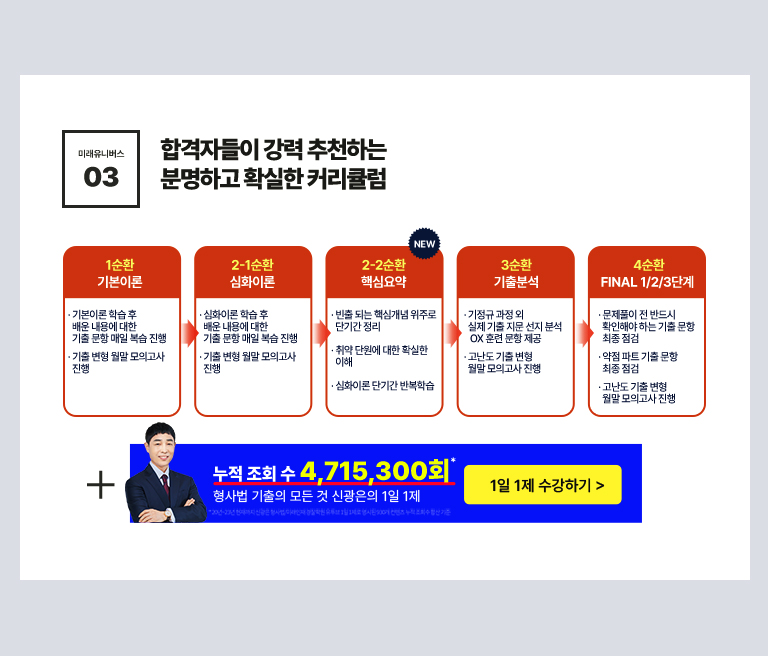 미래유니버스
03
합격자들이 강력 추천하는
분명하고 확실한 커리큘럼
1순환
기본이론
· 기본이론 학습 후
배운 내용에 대한
기출 문항 매일 복습 진행
· 기출 변형 월말 모의고사
진행
2-1순환
심화이론
· 심화이론 학습 후
배운 내용에 대한
기출 문항 매일 복습 진행
· 기출 변형 월말 모의고사
진행
NEW
2-2순환
핵심요약
· 빈출 되는 핵심개념 위주로
단기간 정리
· 취약 단원에 대한 확실한
이해
· 심화이론 단기간 반복학습
3순환
기출분석
· 기정규 과정 외
실제 기출 지문 선지 분석
OX 훈련 문항 제공
· 고난도 기출 변형
월말 모의고사 진행
4순환
FINAL 1/2/3단계
· 문제풀이 전 반드시
확인해야 하는 기출 문항
최종 점검
· 약점 파트 기출 문항
최종 점검
· 고난도 기출 변형
월말 모의고사 진행
누적 조회 수 4,715,300회*
형사법 기출의 모든 것 신광은의 1일 1제
1일 1제 수강하기 >